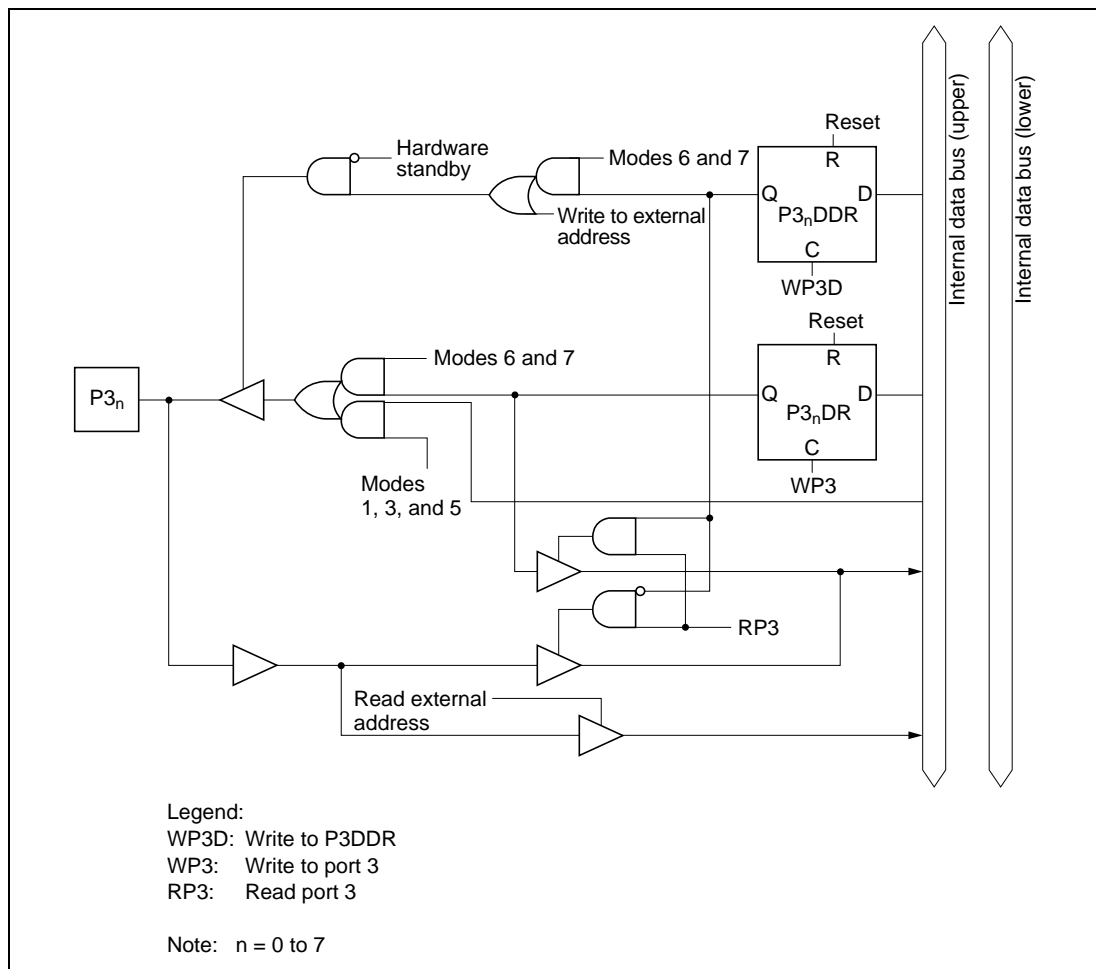 Reset
Hardware
standby
Modes 6 and 7
R
Q
D
P3nDDR
Write to external
address
C
WP3D
Reset
Modes 6 and 7
R
P3n
Q
D
P3nDR
C
Modes
1, 3, and 5
WP3
RP3
Read external
address
Internal data bus (upper)
Internal data bus (lower)
Legend:
WP3D: Write to P3DDR
WP3: Write to port 3
RP3: Read port 3
Note: n = 0 to 7